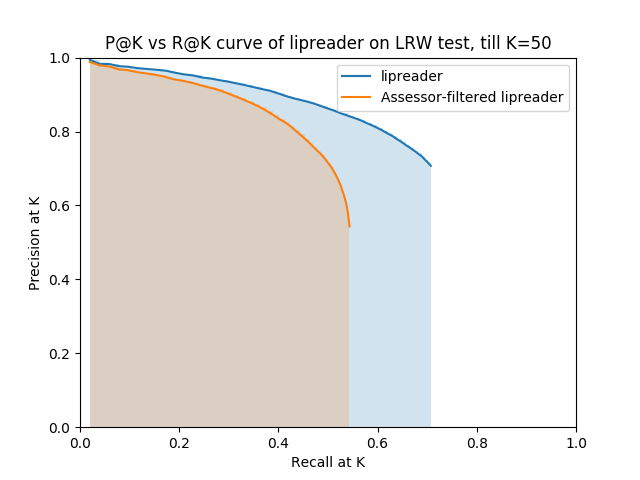 P@K vs R@K curve of lipreader on LRW test, till K=50
lipreader
Assessor-filtered lipreader
Precision at K
1.0
0.8
0.6
0.4
0.2
0.0
0.0 0.2 0.4 0.6 0.8 1.0
Recall at K